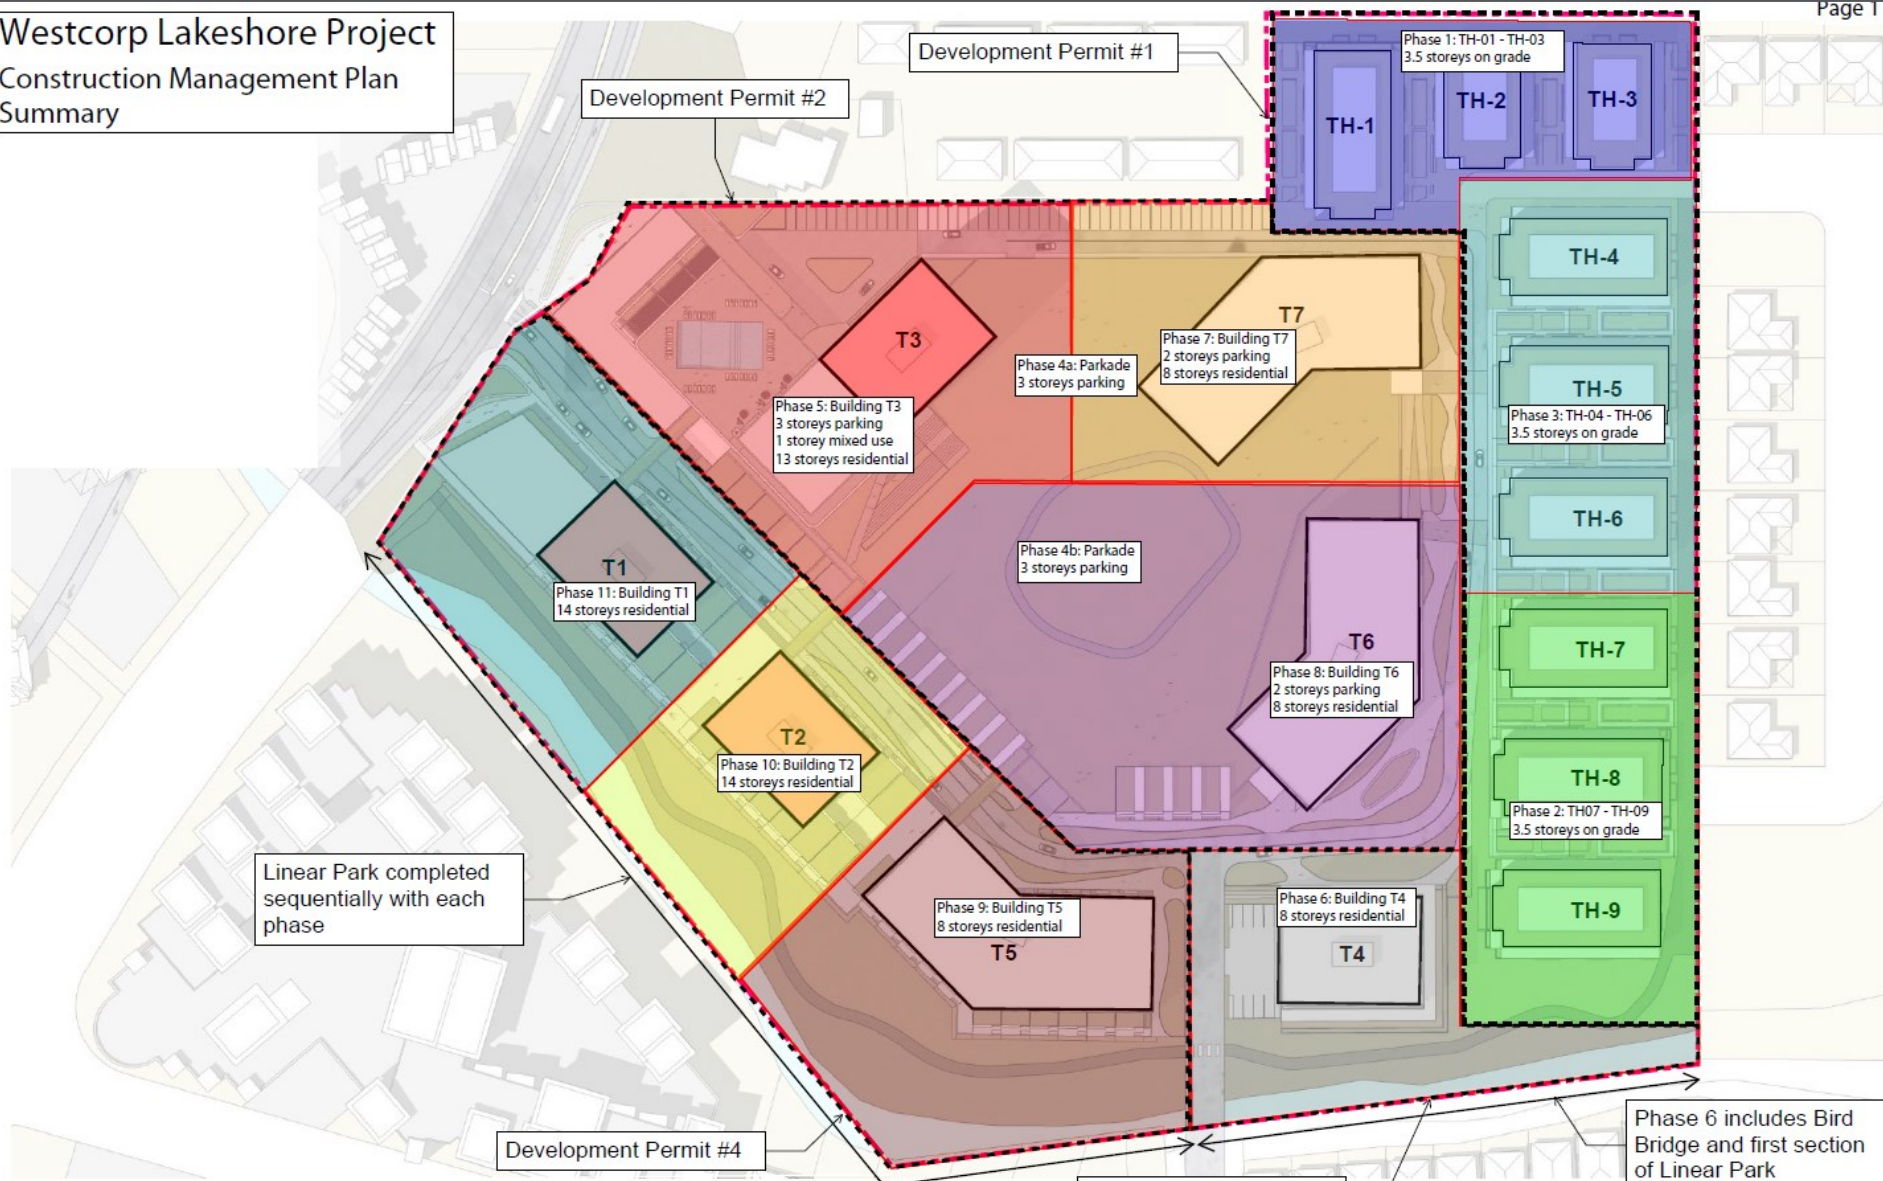 Page 1
Westcorp Lakeshore Project
Construction Management Plan
Summary
Development Permit #1
Development Permit #2
Phase 1: TH-01 - TH-03
3.5 storeys on grade
TH-1
TH-2
TH-3
TH-4
TH-5
Phase 3: TH-04 - TH-06
3.5 storeys on grade
TH-6
T3
Phase 5: Building T3
3 storeys parking
1 storey mixed use
13 storeys residential
Phase 4a: Parkade
3 storeys parking
T7
Phase 7: Building T7
2 storeys parking
8 storeys residential
T1
Phase 11: Building T1
14 storeys residential
Phase 4b: Parkade
3 storeys parking
T6
Phase 8: Building T6
2 storeys parking
8 storeys residential
TH-7
TH-8
Phase 2: TH07 - TH-09
3.5 storeys on grade
TH-9
T2
Phase 10: Building T2
14 storeys residential
Linear Park completed
sequentially with each
phase
Phase 9: Building T5
8 storeys residential
T5
Phase 6: Building T4
8 storeys residential
T4
Development Permit #4
Phase 6 includes Bird
Bridge and first section
of Linear Park